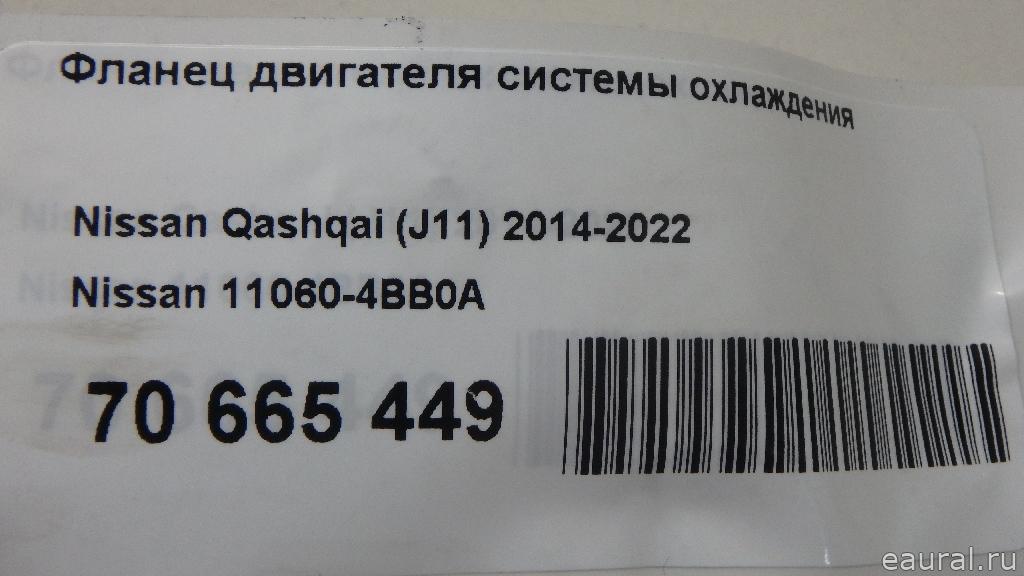 Фланец двигателя системы охлаждения
Nissan Qashqai (J11) 2014-2022
Nissan 11060-4BB0A
70 665 449
eaural.ru